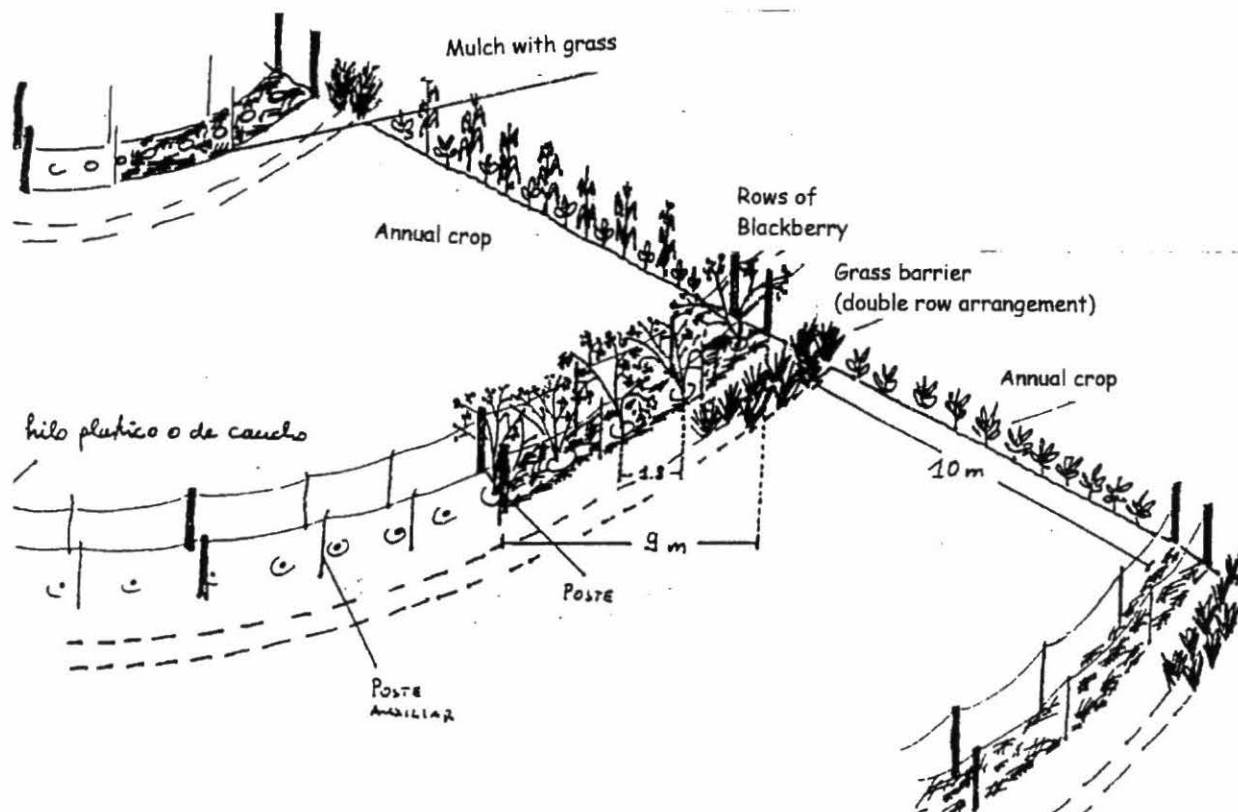 Mulch with grass
Annual crop
Rows of
Blackberry
Grass barrier
(double row arrangement)
Annual crop
hilo plastico o de caucho
10 m
1.8
9 m
POSTE
POSTE
AUXILIAR